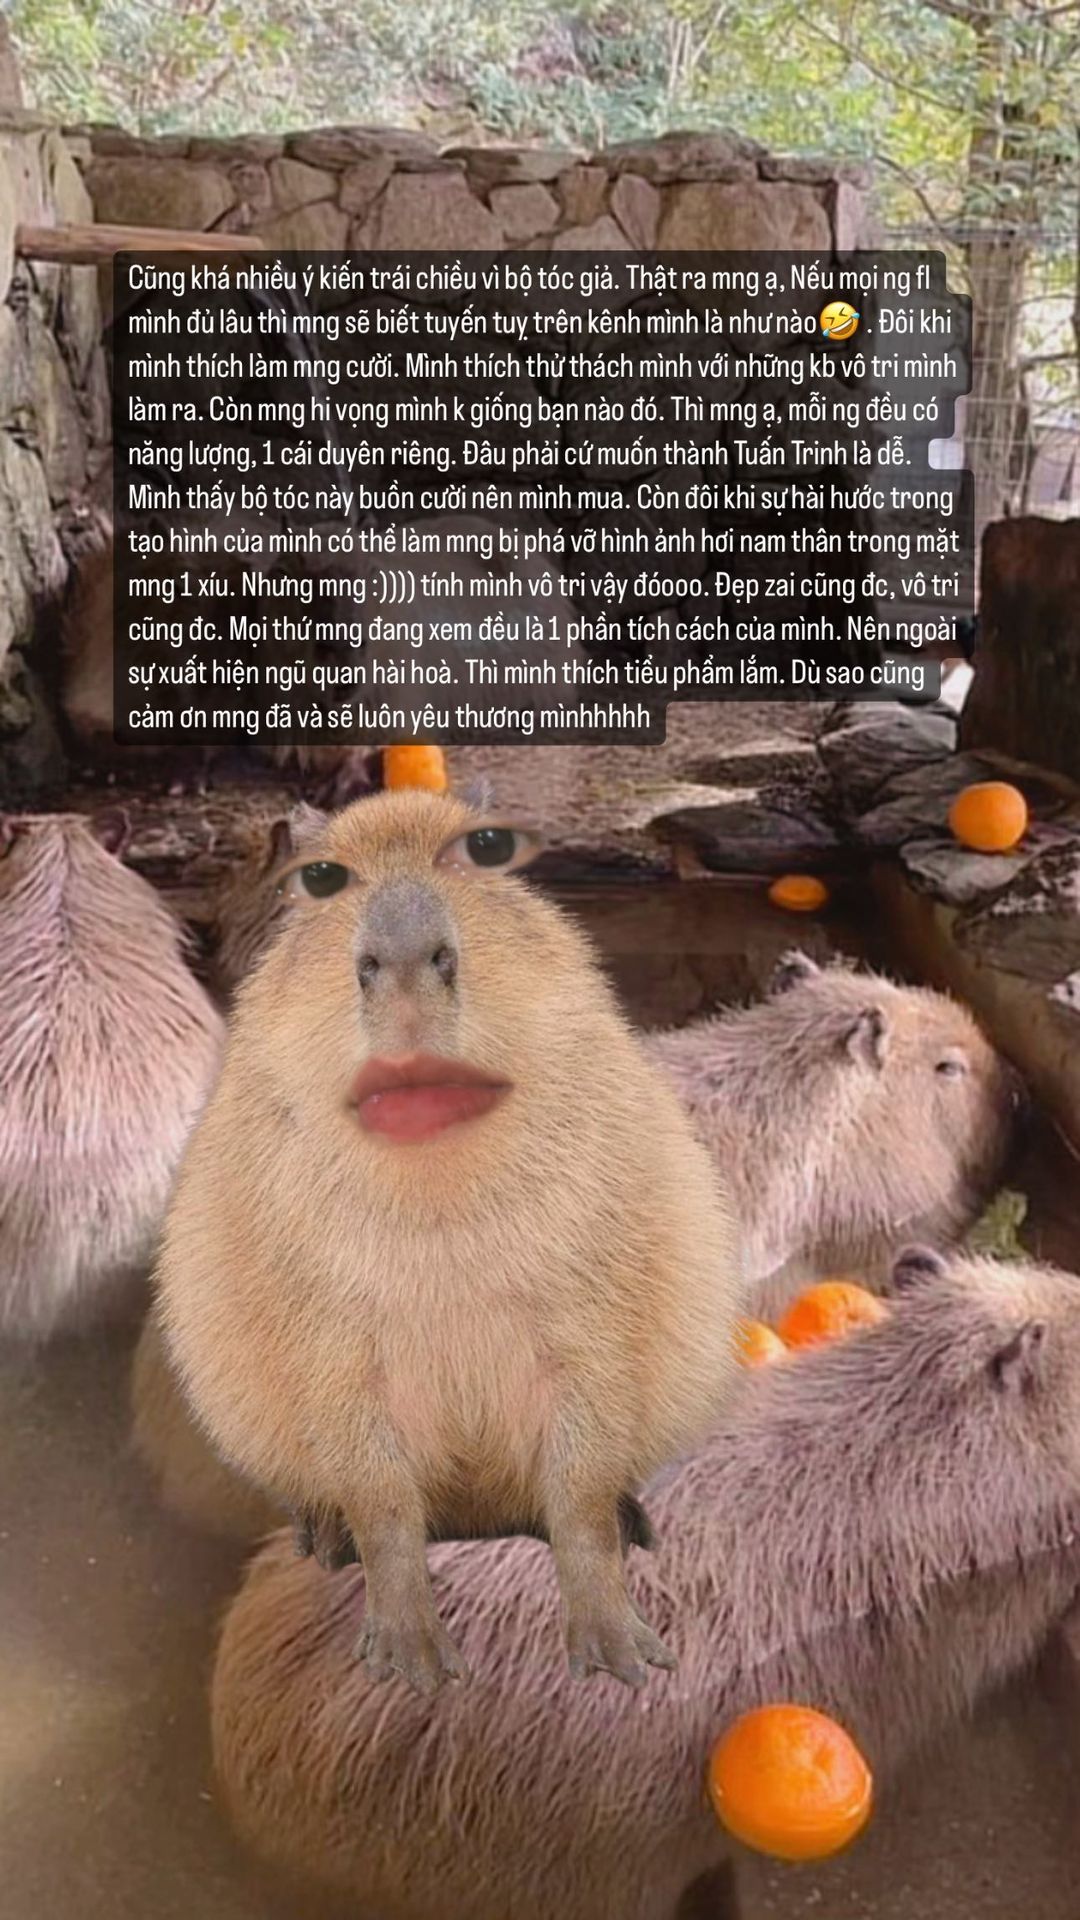 Cũng khá nhiều ý kiến trái chiều vì bộ tóc giả. Thật ra mng ạ, Nếu mọi ng fl
mình đủ lâu thì mng sẽ biết tuyến tuỵ trên kênh mình là như nào🤣 . Đôi khi
mình thích làm mng cười. Mình thích thử thách mình với những kb vô tri mình
làm ra. Còn mng hi vọng mình k giống bạn nào đó. Thì mng ạ, mỗi ng đều có
năng lượng, 1 cái duyên riêng. Đâu phải cứ muốn thành Tuấn Trinh là dễ.
Mình thấy bộ tóc này buồn cười nên mình mua. Còn đôi khi sự hài hước trong
tạo hình của mình có thể làm mng bị phá vỡ hình ảnh hơi nam thân trong mặt
mng 1 xíu. Nhưng mng :)))) tính mình vô tri vậy đóooo. Đẹp zai cũng đc, vô tri
cũng đc. Mọi thứ mng đang xem đều là 1 phần tích cách của mình. Nên ngoài
sự xuất hiện ngũ quan hài hoà. Thì mình thích tiểu phẩm lắm. Dù sao cũng
cảm ơn mng đã và sẽ luôn yêu thương mìnhhhhh